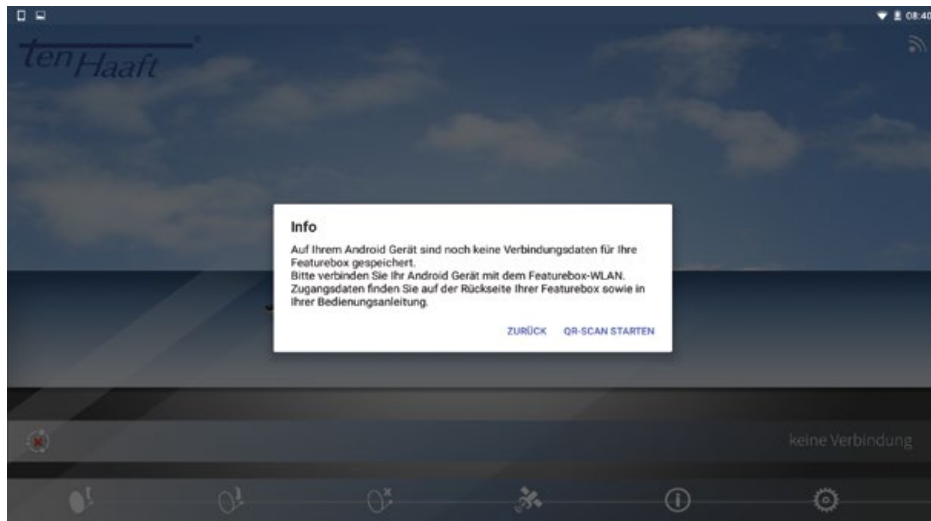 08:40
ten Haaft®
Info
Auf Ihrem Android Gerät sind noch keine Verbindungsdaten für Ihre
Featurebox gespeichert.
Bitte verbinden Sie Ihr Android Gerät mit dem Featurebox-WLAN.
Zugangsdaten finden Sie auf der Rückseite Ihrer Featurebox sowie in
Ihrer Bedienungsanleitung.
ZURÜCK QR-SCAN STARTEN
keine Verbindung